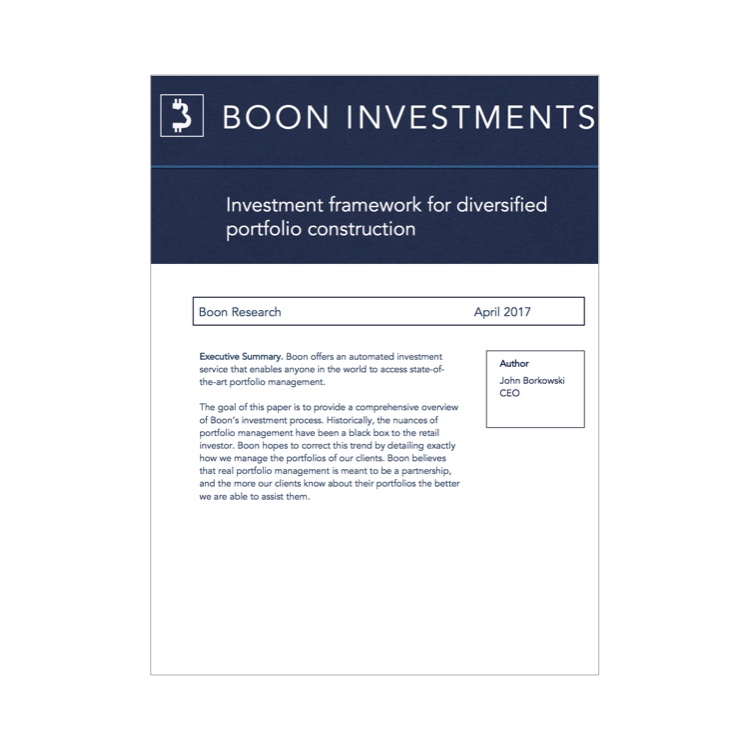 BOON INVESTMENTS
Investment framework for diversified
portfolio construction
Boon Research April 2017
Executive Summary. Boon offers an automated investment
service that enables anyone in the world to access state-of-
the-art portfolio management.
The goal of this paper is to provide a comprehensive overview
of Boon's investment process. Historically, the nuances of
portfolio management have been a black box to the retail
investor. Boon hopes to correct this trend by detailing exactly
how we manage the portfolios of our clients. Boon believes
that real portfolio management is meant to be a partnership,
and the more our clients know about their portfolios the better
we are able to assist them.
Author
John Borkowski
CEO